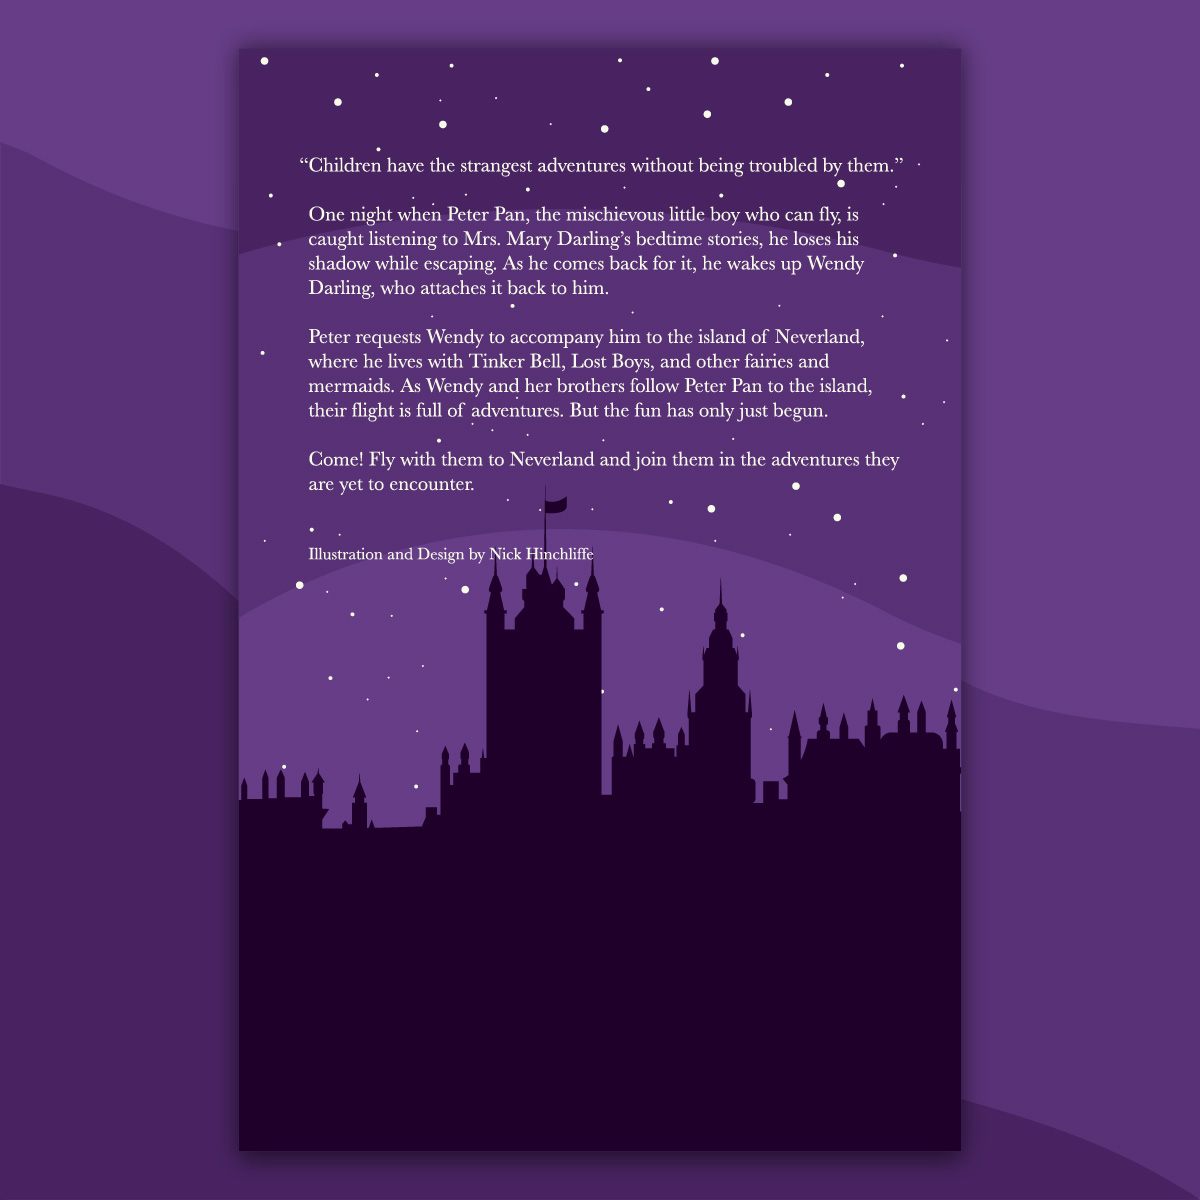 “Children have the strangest adventures without being troubled by them.”
One night when Peter Pan, the mischievous little boy who can fly, is
caught listening to Mrs. Mary Darling’s bedtime stories, he loses his
shadow while escaping. As he comes back for it, he wakes up Wendy
Darling, who attaches it back to him.
Peter requests Wendy to accompany him to the island of Neverland,
where he lives with Tinker Bell, Lost Boys, and other fairies and
mermaids. As Wendy and her brothers follow Peter Pan to the island,
their flight is full of adventures. But the fun has only just begun.
Come! Fly with them to Neverland and join them in the adventures they
are yet to encounter.
Illustration and Design by Nick Hinchliffe